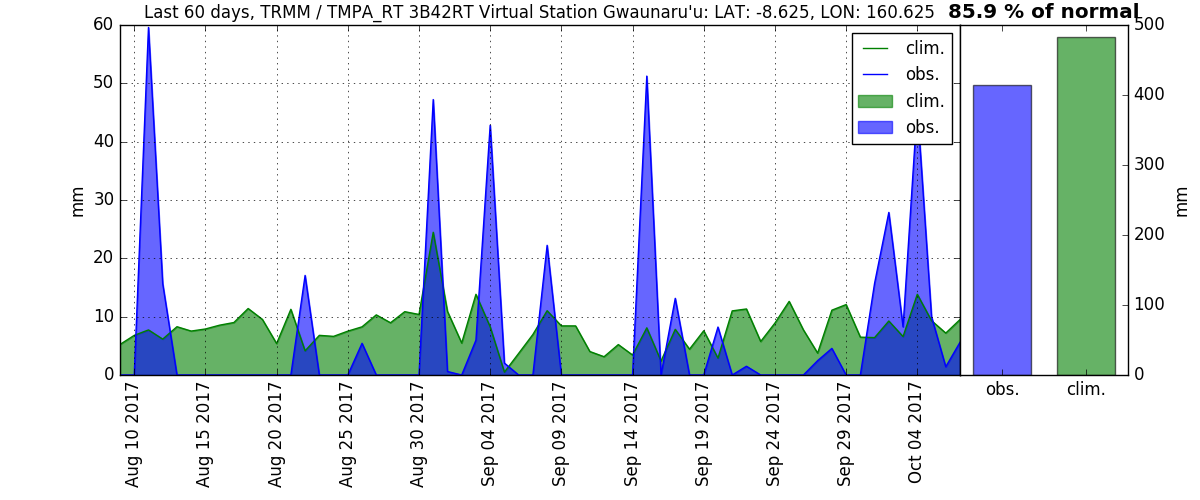 Last 60 days, TRMM / TMPA_RT 3B42RT Virtual Station Gwaunaru'u: LAT: -8.625, LON: 160.625
85.9 % of normal
60
50
40
30
20
10
0
mm
clim.
obs.
clim.
obs.
500
400
300
200
100
0
mm
obs.
clim.
Aug 10 2017
Aug 15 2017
Aug 20 2017
Aug 25 2017
Aug 30 2017
Sep 04 2017
Sep 09 2017
Sep 14 2017
Sep 19 2017
Sep 24 2017
Sep 29 2017
Oct 04 2017